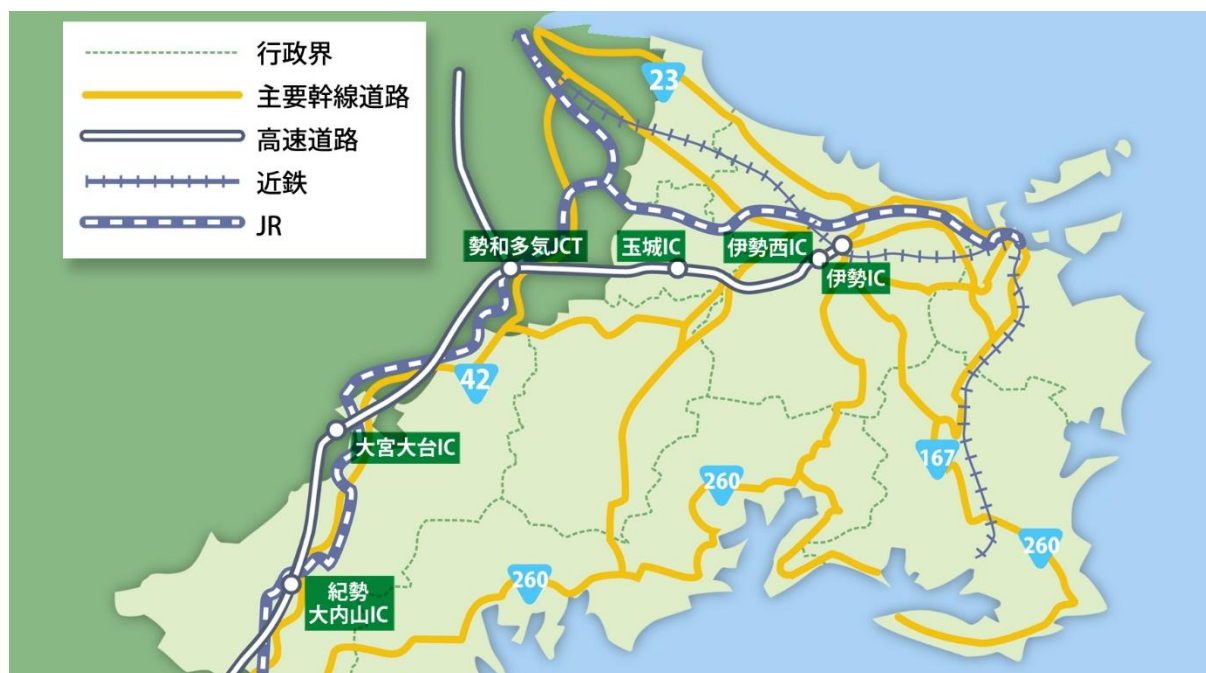 行政界
主要幹線道路
高速道路
近鉄
JR
23
勢和多気JCT
玉城IC
伊勢西IC
伊勢IC
42
大宮大台IC
167
260
260
260
紀勢
大内山IC